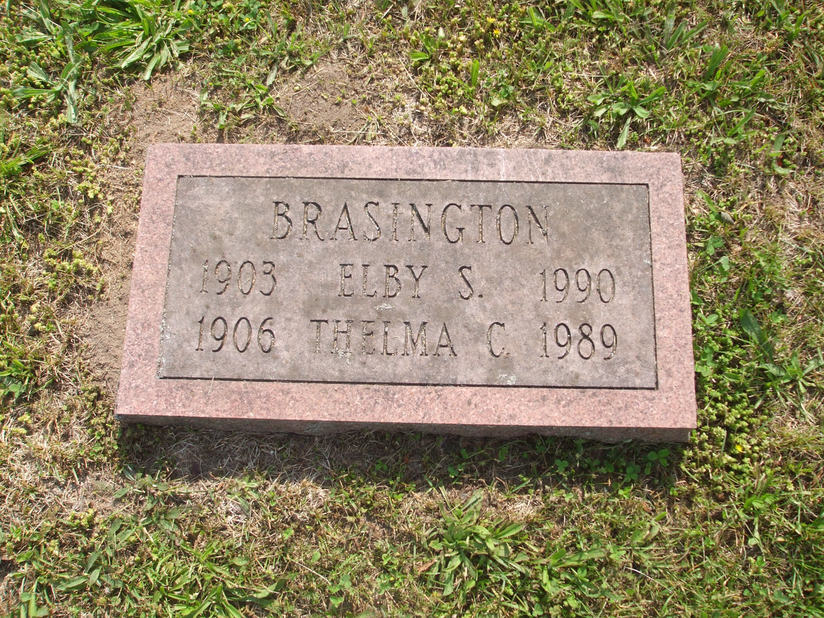 BRASINGTON
1903 ELBY S. 1990
1906 THELMA C. 1989